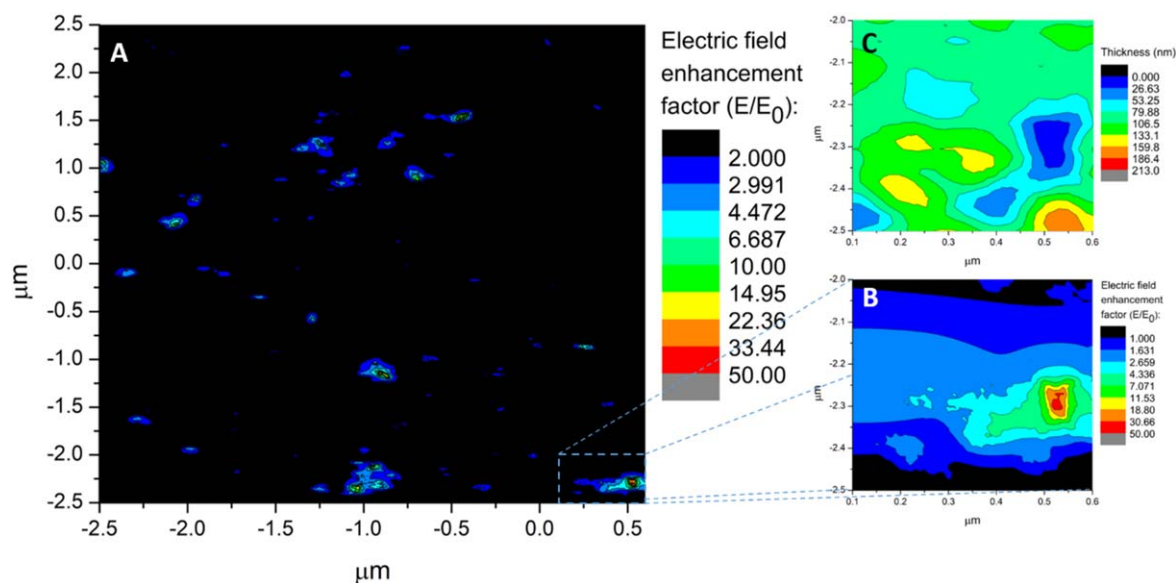 A
2.5
2.0
1.5
1.0
0.5
0.0
-0.5
-1.0
-1.5
-2.0
-2.5
μm
-2.5 -2.0 -1.5 -1.0 -0.5 0.0 0.5
μm
Electric field
enhancement
factor (E/E0):
2.000
2.991
4.472
6.687
10.00
14.95
22.36
33.44
50.00
C
-2.0
-2.1
-2.2
-2.3
-2.4
-2.5
μm
0.1 0.2 0.3 0.4 0.5 0.6
μm
Thickness (nm)
0.000
26.63
53.25
79.88
106.5
133.1
159.8
186.4
213.0
B
-2.0
-2.1
-2.2
-2.3
-2.4
-2.5
μm
0.1 0.2 0.3 0.4 0.5 0.6
μm
Electric field
enhancement
factor (E/E0):
1.000
1.631
2.659
4.336
7.071
11.53
18.80
30.66
50.00